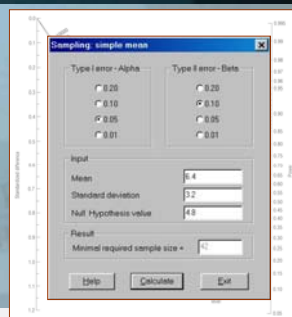 Sampling: simple mean
Type I error - Alpha
Type II error - Beta
0.20
0.20
0.10
0.10
0.05
0.05
0.01
0.01
Input
Mean 6.4
Standard deviation 3.2
Null Hypothesis value 4.8
Result
Minimal required sample size = 42
Help Calculate Exit